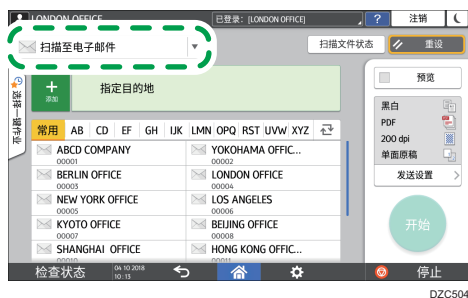 LONDON OFFICE
已登录：[LONDON OFFICE]
?
注销
扫描至电子邮件
扫描文件状态
重设
选择一键作业
添加
指定目的地
预览
常用 AB CD EF GH IJK LMN OPQ RST UVW XYZ
ABCD COMPANY
00001
YOKOHAMA OFFIC...
00002
BERLIN OFFICE
00003
LONDON OFFICE
00004
NEW YORK OFFICE
00005
LOS ANGELES
00006
KYOTO OFFICE
00007
BEIJING OFFICE
00008
SHANGHAI OFFICE
00010
HONG KONG OFFIC...
00011
黑白
PDF
200 dpi
单面原稿
发送设置
开始
检查状态
04 10 2018
10:13
停止
DZC504